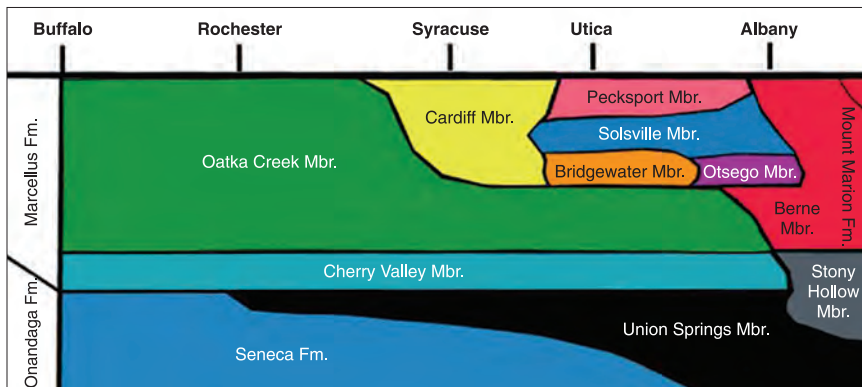 Buffalo Rochester Syracuse Utica Albany
Marcellus Fm.
Onandaga Fm.
Oatka Creek Mbr.
Cardiff Mbr.
Pecksport Mbr.
Solsville Mbr.
Bridgewater Mbr.
Otsego Mbr.
Berne
Mbr.
Mount Marion Fm.
Cherry Valley Mbr.
Stony
Hollow
Mbr.
Union Springs Mbr.
Seneca Fm.